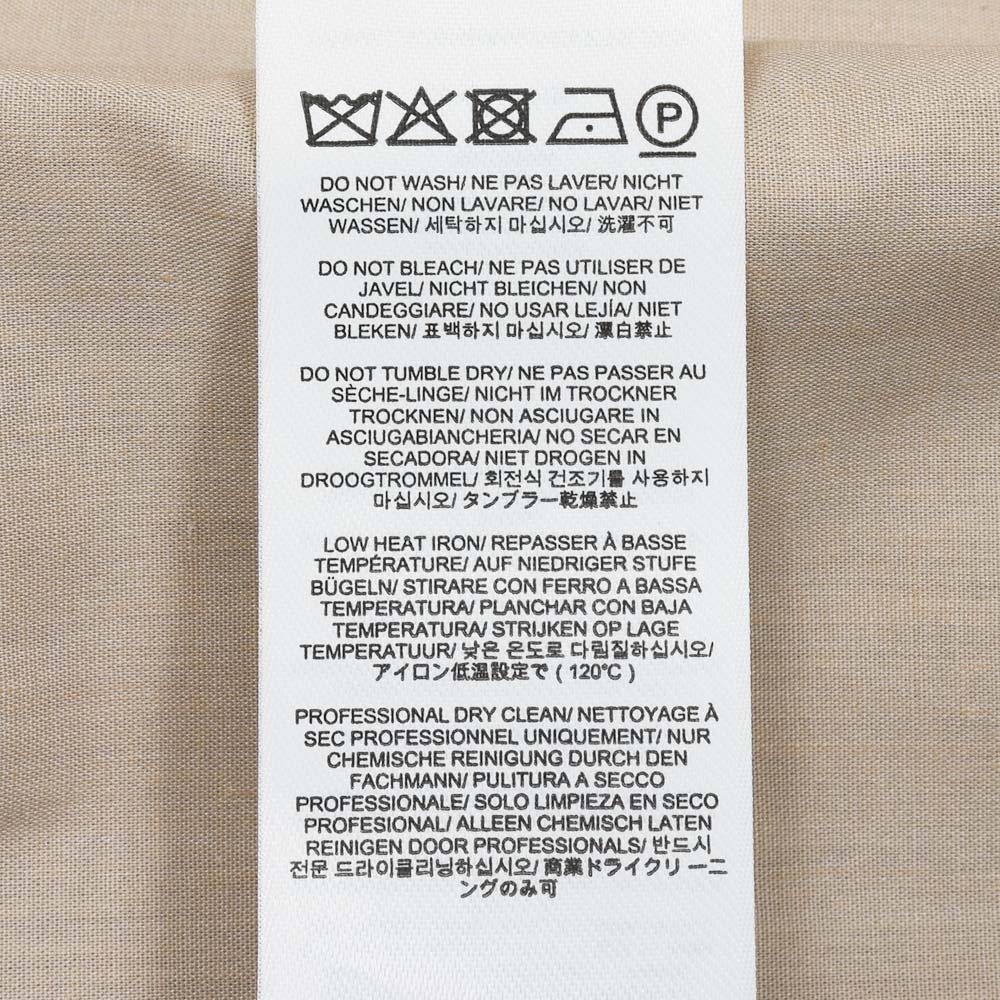 P
DO NOT WASH/ NE PAS LAVER/ NICHT
WASCHEN/ NON LAVARE/ NO LAVAR/ NIET
WASSEN/ 세탁하지 마십시오/ 洗濯不可
DO NOT BLEACH/ NE PAS UTILISER DE
JAVEL/ NICHT BLEICHEN/ NON
CANDEGGIARE/ NO USAR LEJÍA/ NIET
BLEKEN/ 표백하지 마십시오/ 漂白禁止
DO NOT TUMBLE DRY/ NE PAS PASSER AU
SÈCHE-LINGE/ NICHT IM TROCKNER
TROCKNEN/ NON ASCIUGARE IN
ASCIUGABIANCHERIA/ NO SECAR EN
SECADORA/ NIET DROGEN IN
DROOGTROMMEL/ 회전식 건조기를 사용하지
마십시오/ タンブラー乾燥禁止
LOW HEAT IRON/ REPASSER À BASSE
TEMPÉRATURE/ AUF NIEDRIGER STUFE
BÜGELN/ STIRARE CON FERRO A BASSA
TEMPERATURA/ PLANCHAR CON BAJA
TEMPERATURA/ STRIJKEN OP LAGE
TEMPERATUUR/ 낮은 온도로 다림질하십시오/
アイロン低温設定で ( 120℃ )
PROFESSIONAL DRY CLEAN/ NETTOYAGE À
SEC PROFESSIONNEL UNIQUEMENT/ NUR
CHEMISCHE REINIGUNG DURCH DEN
FACHMANN/ PULITURA A SECCO
PROFESSIONALE/ SOLO LIMPIEZA EN SECO
PROFESIONAL/ ALLEEN CHEMISCH LATEN
REINIGEN DOOR PROFESSIONALS/ 반드시
전문 드라이클리닝하십시오/ 商業ドライクリ ーニ
ングのみ可